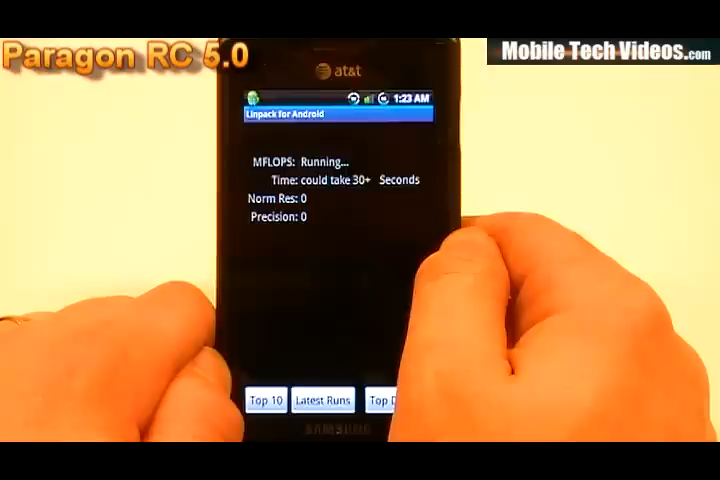 Paragon RC 5.0
Mobile Tech Videos.com
at&t
1:23 AM
Linpack for Android
MFLOPS: Running...
Time: could take 30+ Seconds
Norm Res: 0
Precision: 0
Top 10
Latest Runs
Top
SAMSUNG